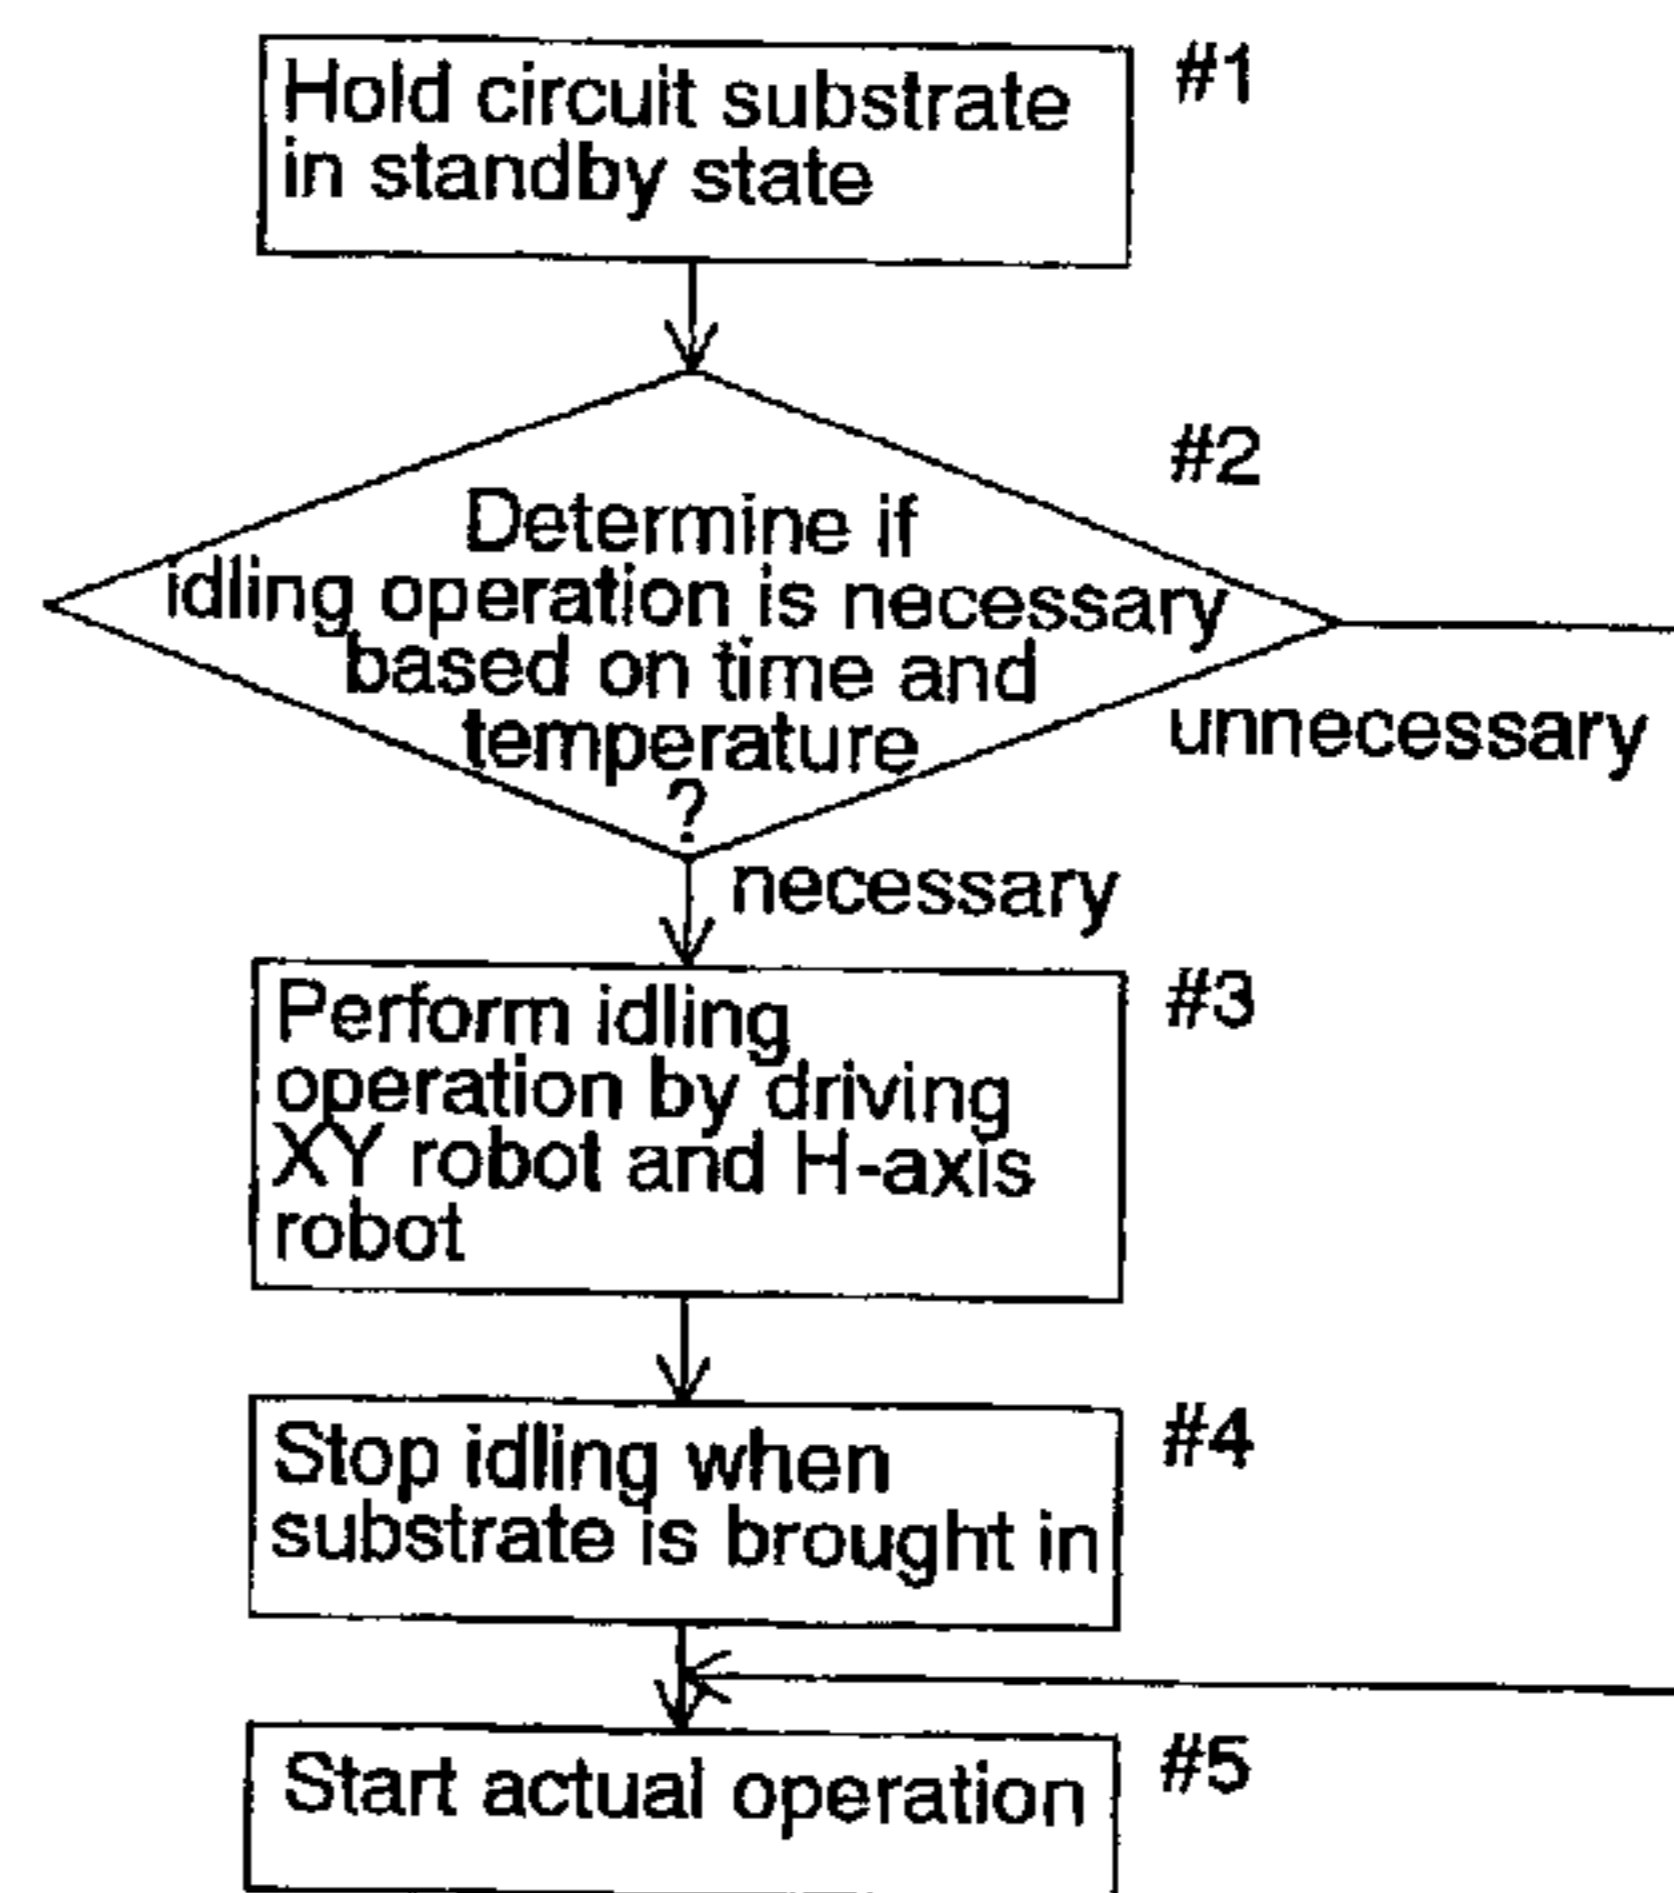 Hold circuit substrate
in standby state
#1
#2
Determine if
idling operation is necessary
based on time and
temperature
?
unnecessary
necessary
Perform idling
operation by driving
XY robot and H-axis
robot
#3
Stop idling when
substrate is brought in
#4
Start actual operation
#5